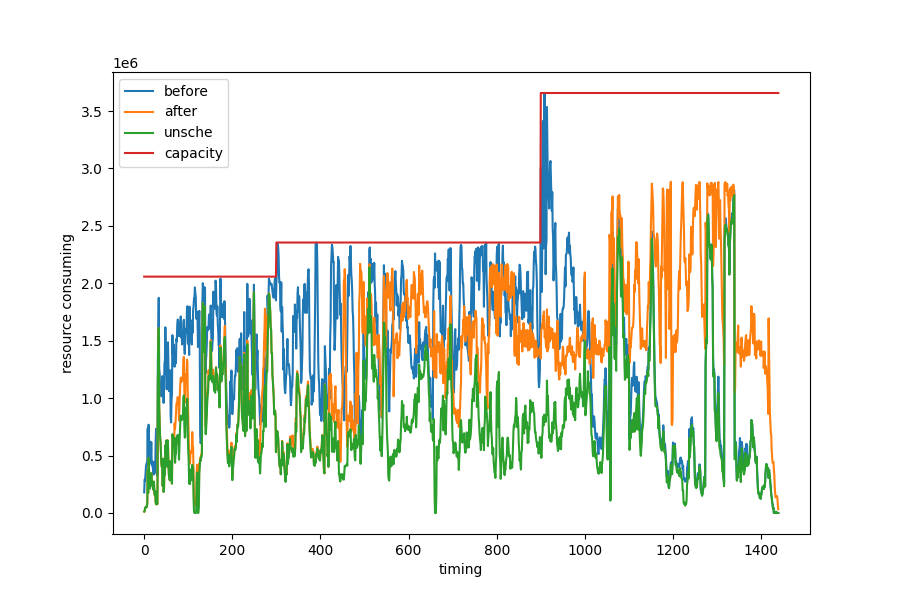 1e6
before
after
unsche
capacity
3.5
3.0
2.5
2.0
1.5
1.0
0.5
0.0
resource consuming
0 200 400 600 800 1000 1200 1400
timing